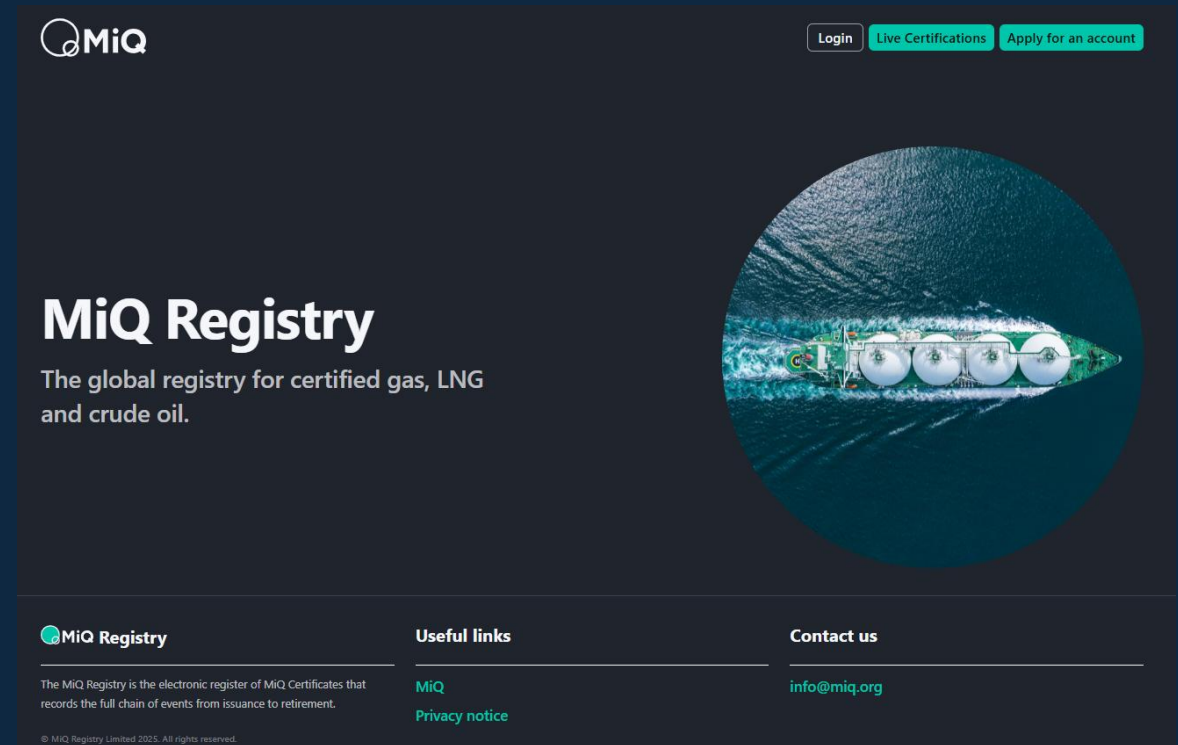 MiQ
Login
Live Certifications
Apply for an account
MiQ Registry
The global registry for certified gas, LNG
and crude oil.
MiQ Registry
The MiQ Registry is the electronic register of MiQ Certificates that
records the full chain of events from issuance to retirement.
© MiQ Registry Limited 2025. All rights reserved.
Useful links
MiQ
Privacy notice
Contact us
info@miq.org